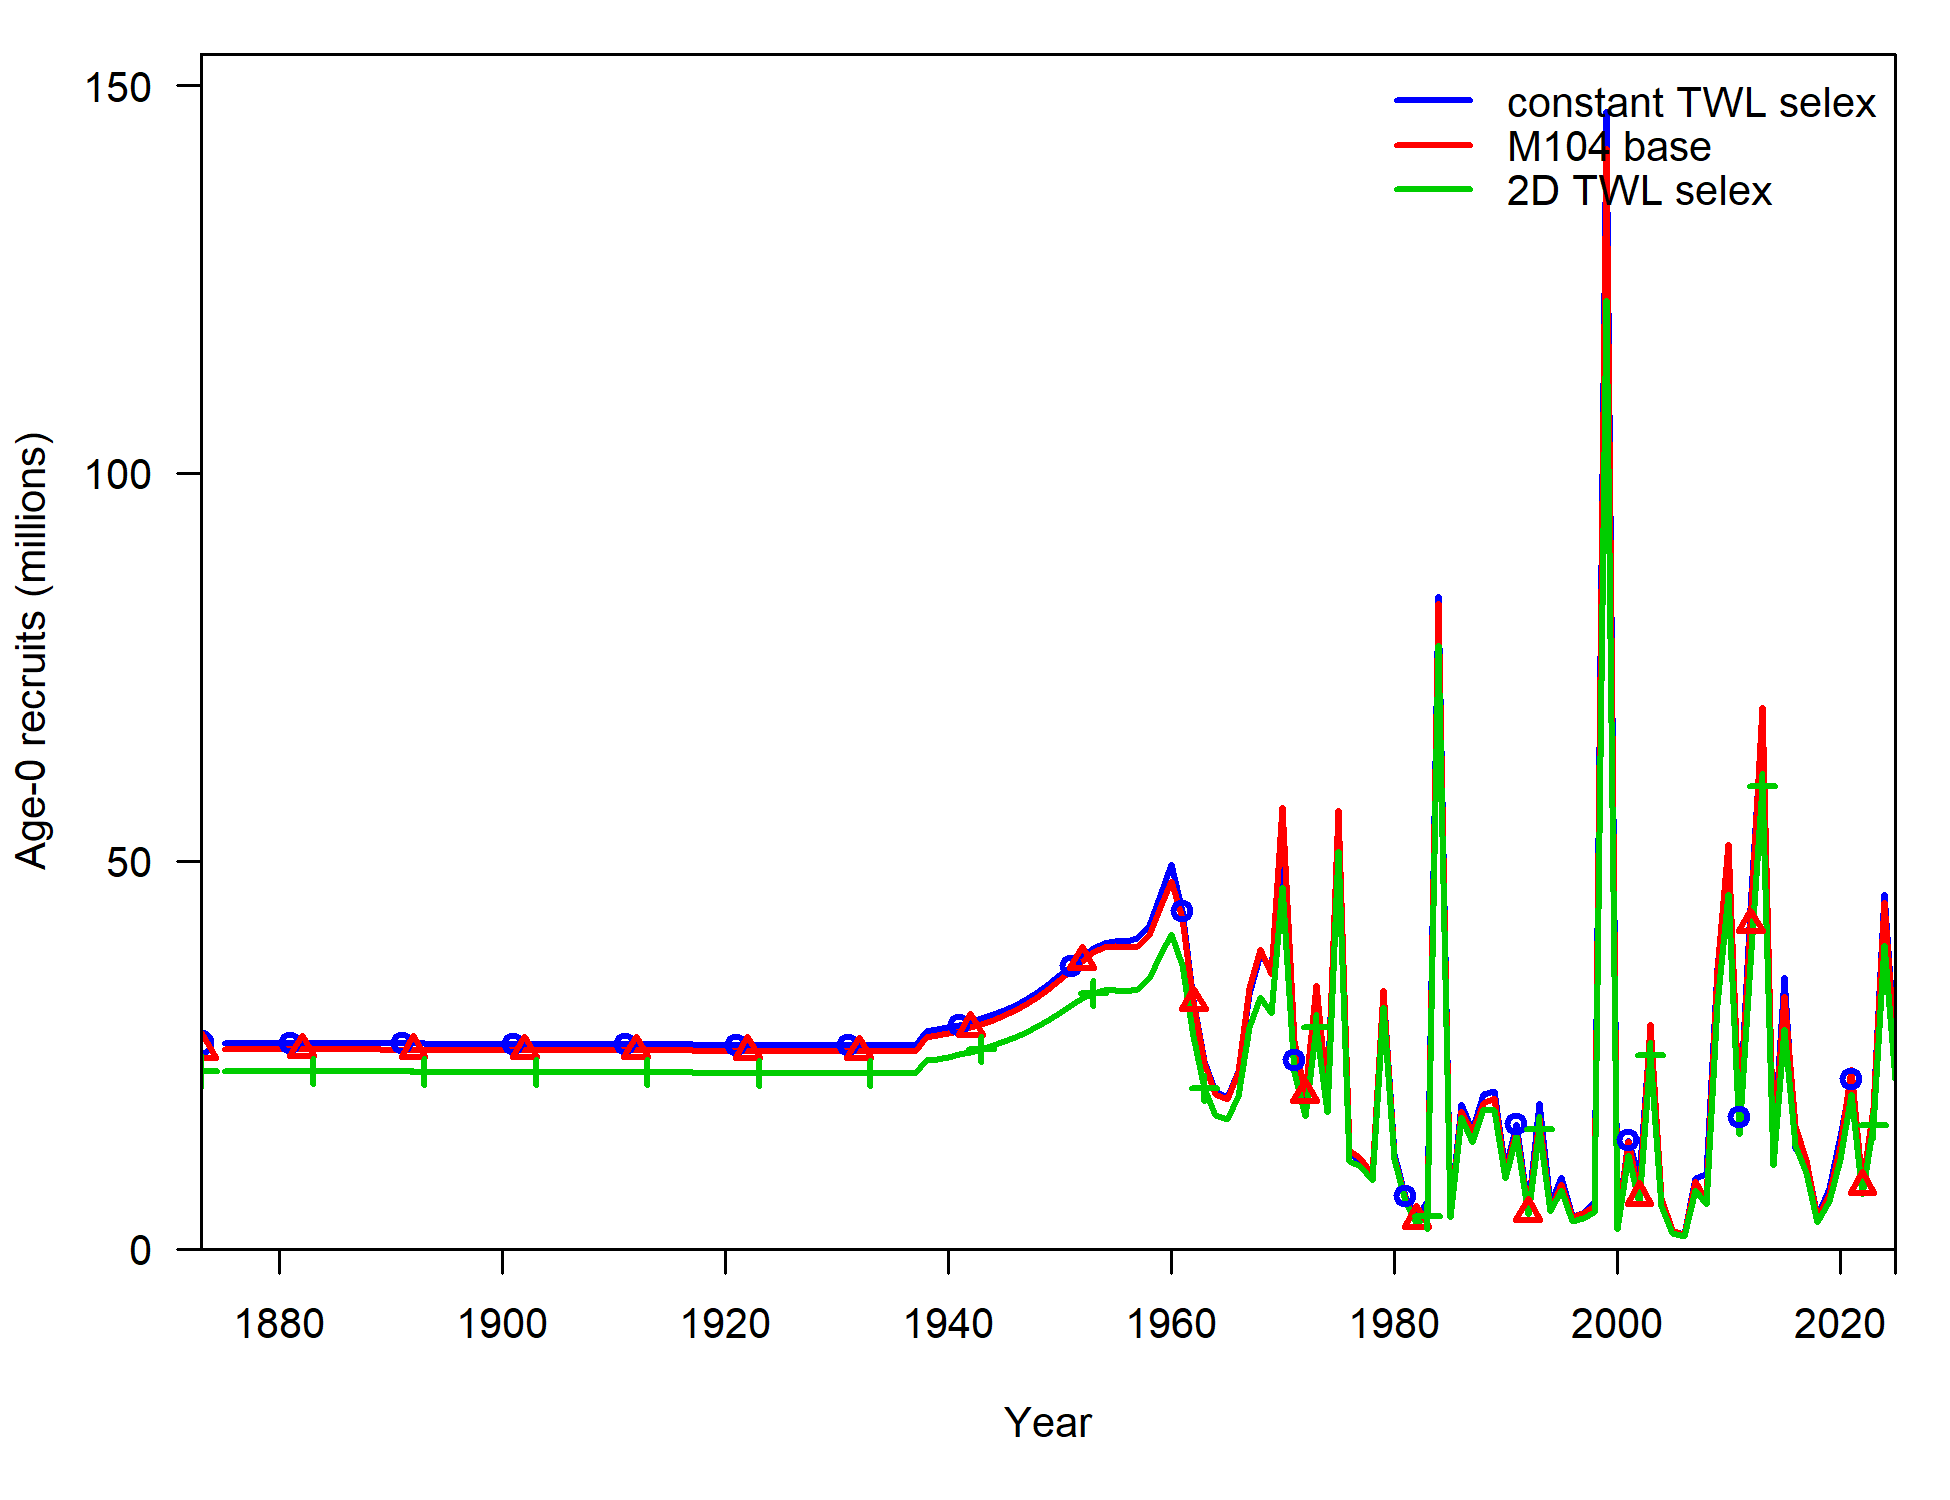 150
100
50
0
Age-0 recruits (millions)
constant TWL selex
M104 base
2D TWL selex
1880 1900 1920 1940 1960 1980 2000 2020
Year